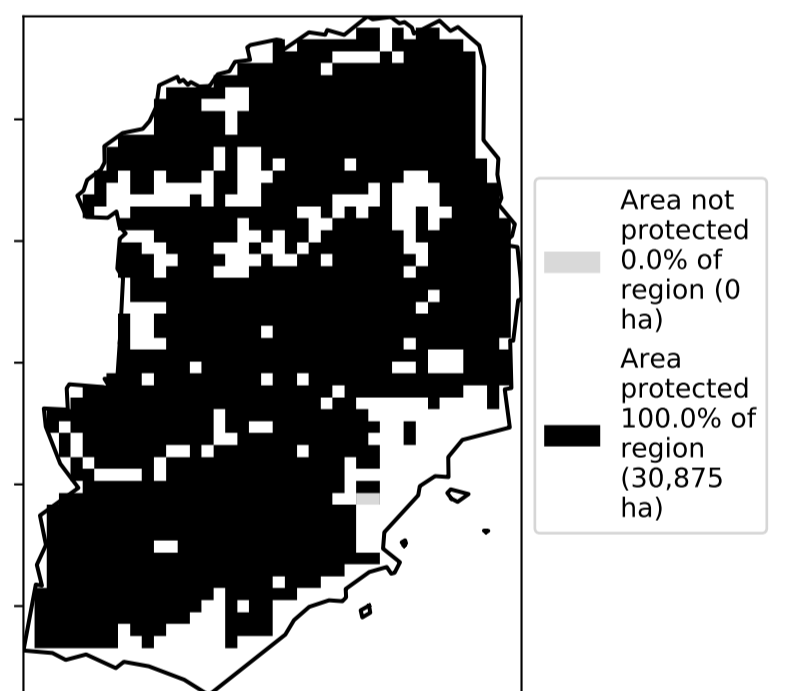 Area not
protected
0.0% of
region (0
ha)
Area
protected
100.0% of
region
(30,875
ha)